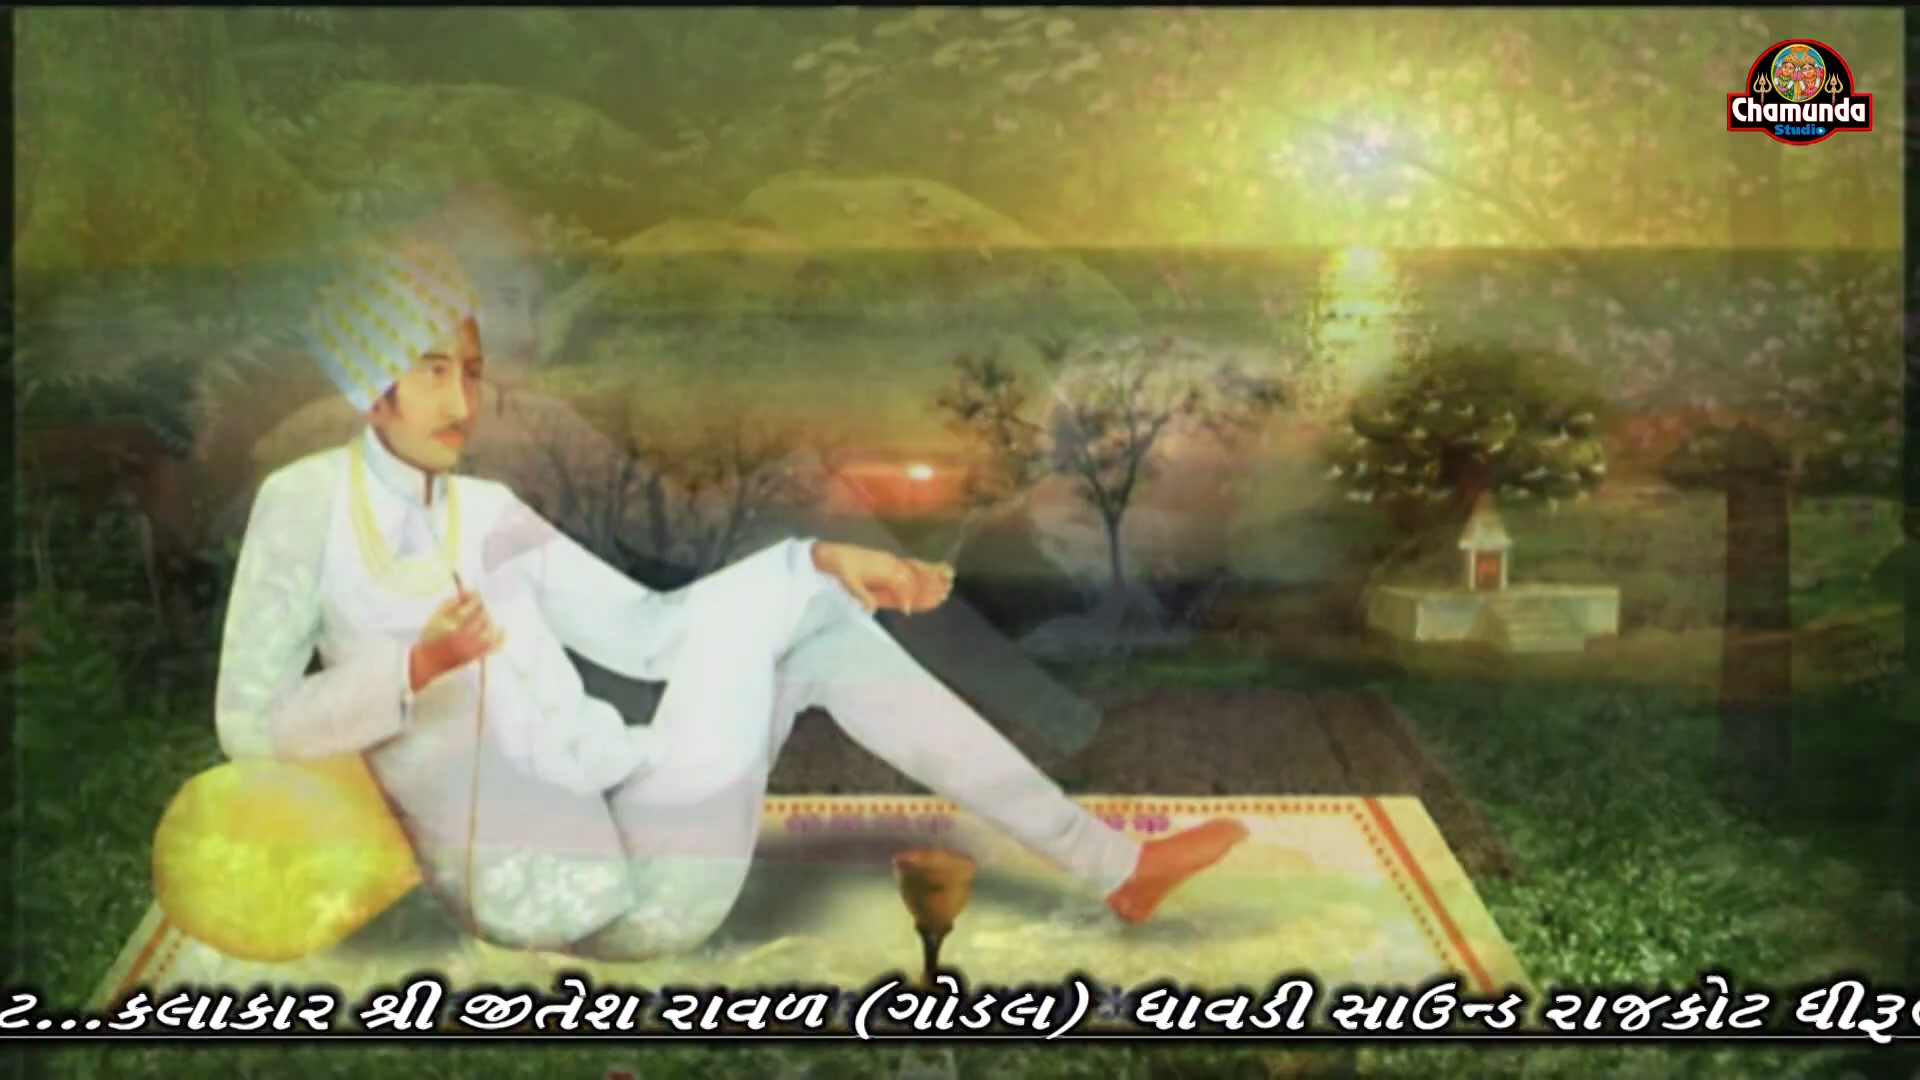 Chamunda
Studio
ટ...કલાકાર શ્રી જીતેશ રાવળ (ગોડલ) ધાવડી સાઉન્ડ રાજકોટ ધીરૂ